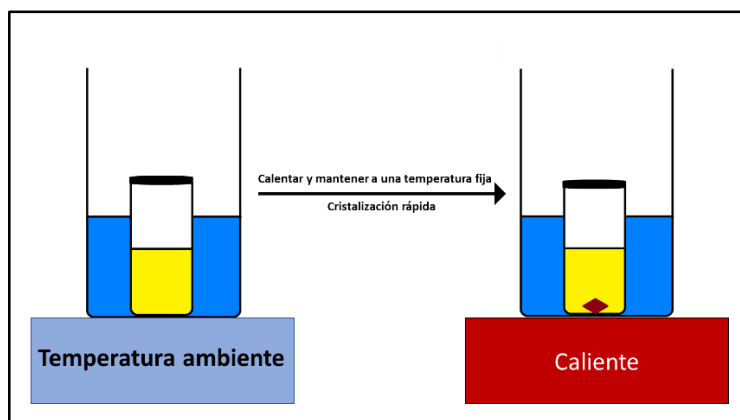 Calentar y mantener a una temperatura fija
Cristalización rápida
Temperatura ambiente
Caliente